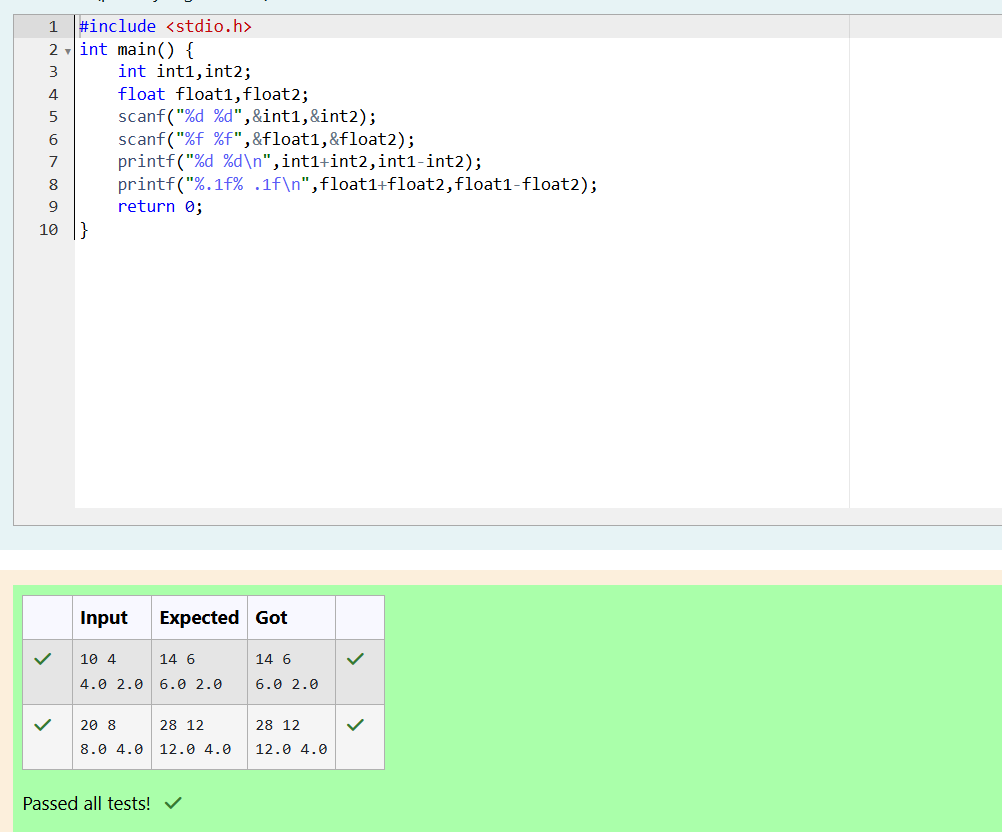 1 #include <stdio.h>
2 int main() {
3 int int1,int2;
4 float float1,float2;
5 scanf("%d %d",&int1,&int2);
6 scanf("%f %f",&float1,&float2);
7 printf("%d %d\n",int1+int2,int1-int2);
8 printf("%.1f% .1f\n",float1+float2,float1-float2);
9 return 0;
10 }
Input Expected Got
10 4 14 6 14 6
4.0 2.0 6.0 2.0 6.0 2.0
20 8 28 12 28 12
8.0 4.0 12.0 4.0 12.0 4.0
Passed all tests!